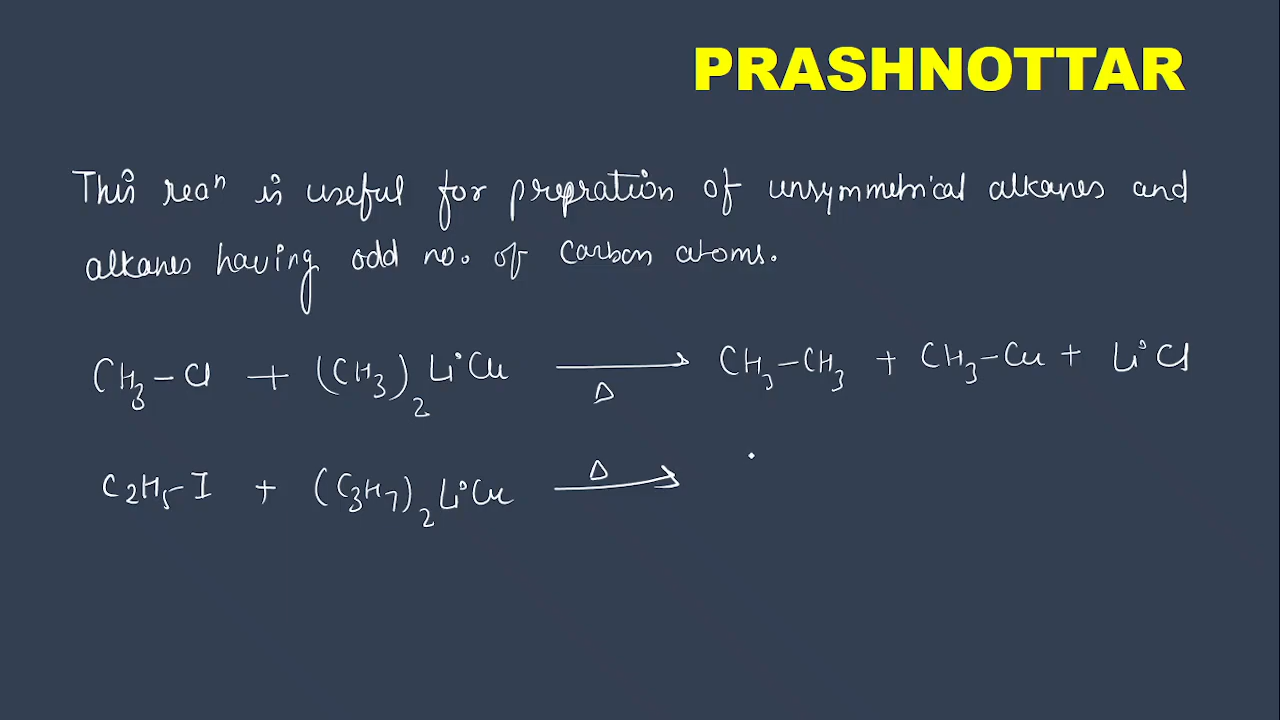 PRASHNOTTAR
This reaⁿ is useful for prepration of unsymmetrical alkanes and
alkanes having odd no. of carbon atoms.
CH₃–Cl + (CH₃)₂LiCu →Δ CH₃–CH₃ + CH₃–Cu + LiCl
C₂H₅–I + (C₃H₇)₂LiCu →Δ